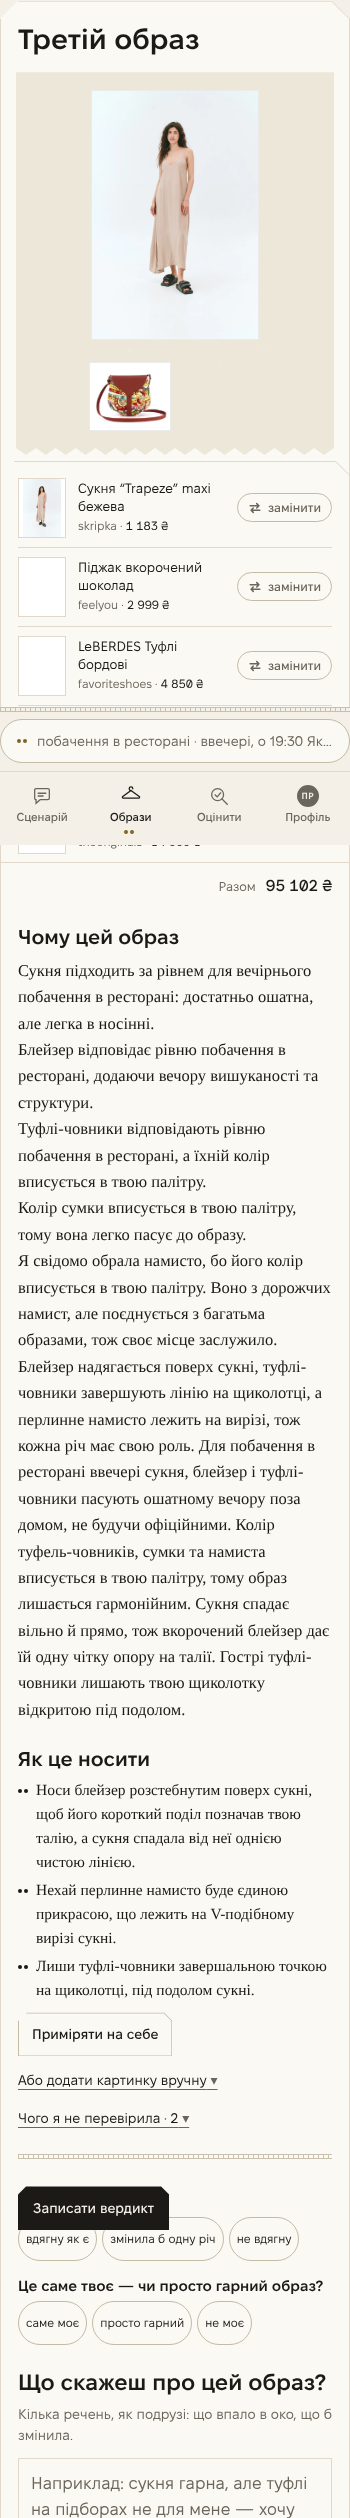 Третій образ
Сукня “Trapeze” maxi
бежева
skripka · 1 183 ₴
замінити
Піджак вкорочений
шоколад
feelyou · 2 999 ₴
замінити
LeBERDES Туфлі
бордові
favoriteshoes · 4 850 ₴
замінити
побачення в ресторані · ввечері, о 19:30 Як...
Сценарій
Образи
Оцінити
ПР
Профіль
Разом 95 102 ₴
Чому цей образ
Сукня підходить за рівнем для вечірнього
побачення в ресторані: достатньо ошатна,
але легка в носінні.
Блейзер відповідає рівню побачення в
ресторані, додаючи вечору вишуканості та
структури.
Туфлі-човники відповідають рівню
побачення в ресторані, а їхній колір
вписується в твою палітру.
Колір сумки вписується в твою палітру,
тому вона легко пасує до образу.
Я свідомо обрала намисто, бо його колір
вписується в твою палітру. Воно з дорожчих
намист, але поєднується з багатьма
образами, тож своє місце заслужило.
Блейзер надягається поверх сукні, туфлі-
човники завершують лінію на щиколотці, а
перлинне намисто лежить на вирізі, тож
кожна річ має свою роль. Для побачення в
ресторані ввечері сукня, блейзер і туфлі-
човники пасують ошатному вечору поза
домом, не будучи офіційними. Колір
туфель-човників, сумки та намиста
вписується в твою палітру, тому образ
лишається гармонійним. Сукня спадає
вільно й прямо, тож вкорочений блейзер дає
їй одну чітку опору на талії. Гострі туфлі-
човники лишають твою щиколотку
відкритою під подолом.
Як це носити
Носи блейзер розстебнутим поверх сукні,
щоб його короткий поділ позначав твою
талію, а сукня спадала від неї однією
чистою лінією.
Нехай перлинне намисто буде єдиною
прикрасою, що лежить на V-подібному
вирізі сукні.
Лиши туфлі-човники завершальною точкою
на щиколотці, під подолом сукні.
Приміряти на себе
Або додати картинку вручну ▾
Чого я не перевірила · 2 ▾
Записати вердикт
вдягну як є
змінила б одну річ
не вдягну
Це саме твоє — чи просто гарний образ?
саме моє
просто гарний
не моє
Що скажеш про цей образ?
Кілька речень, як подрузі: що впало в око, що б
змінила.
Наприклад: сукня гарна, але туфлі
на підборах не для мене — хочу